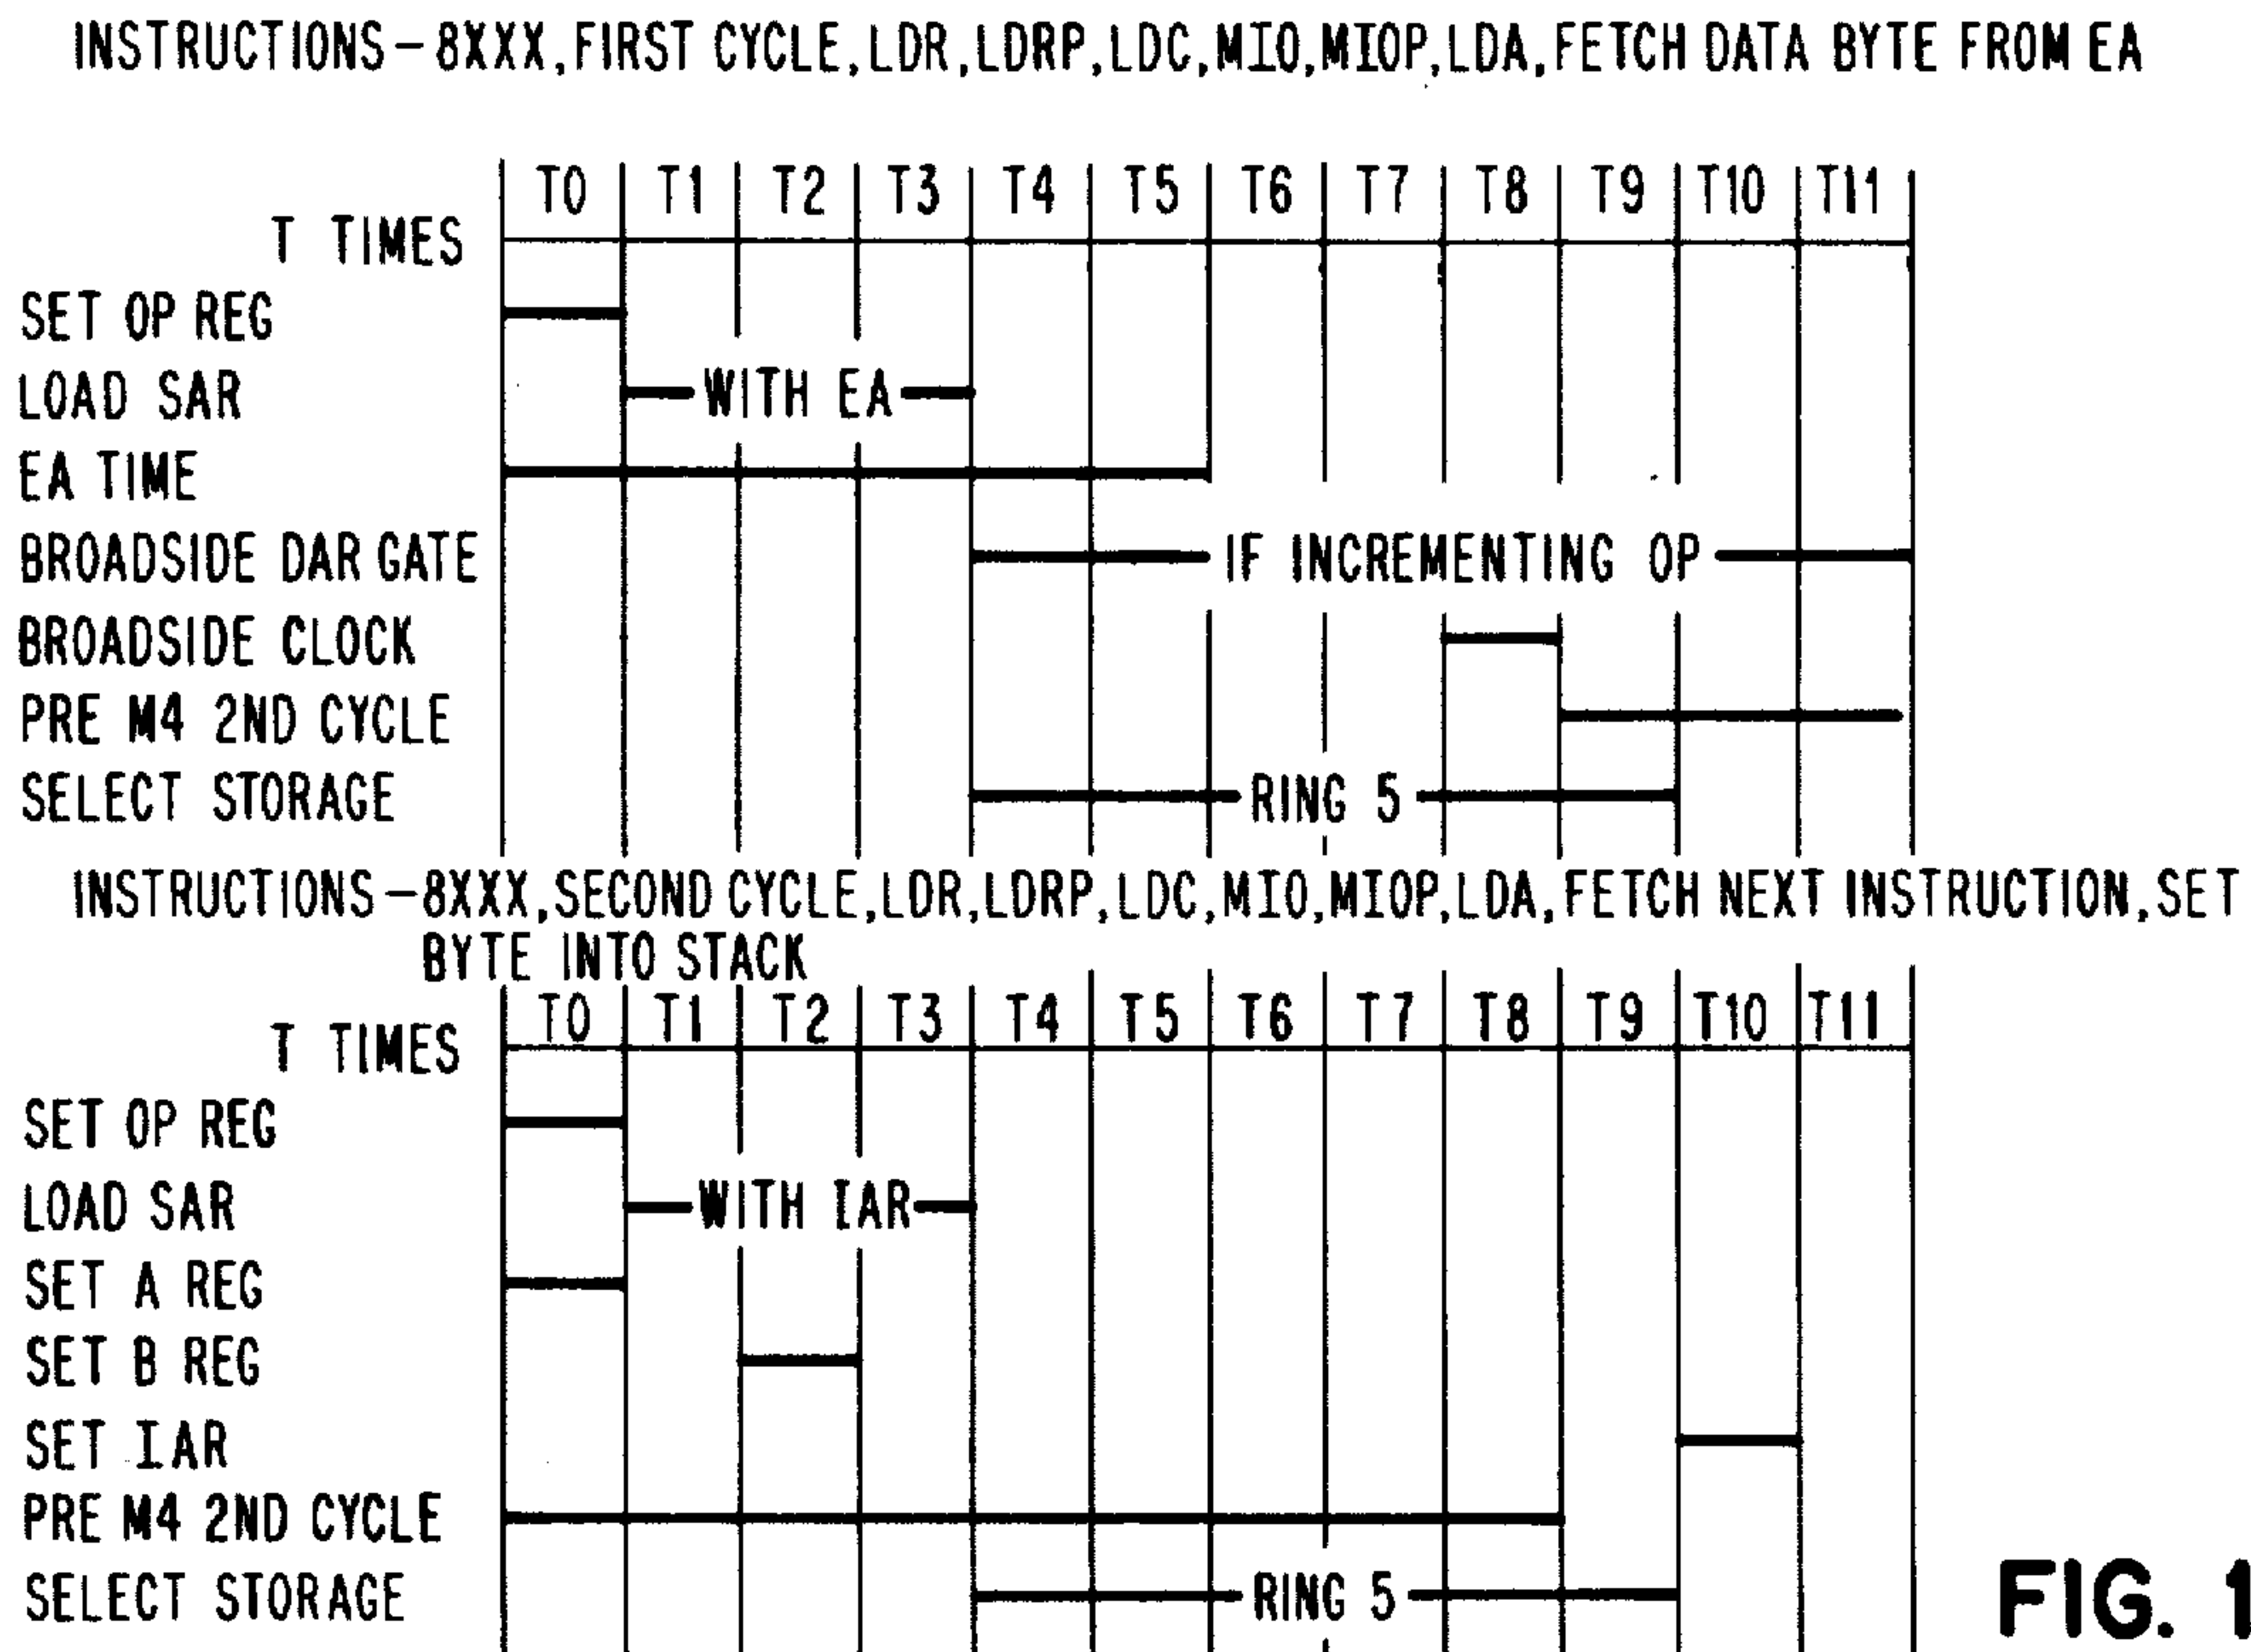 INSTRUCTIONS-8XXX,FIRST CYCLE,LDR,LDRP,LDC,MIO,MIOP,LDA,FETCH DATA BYTE FROM EA
T0 T1 T2 T3 T4 T5 T6 T7 T8 T9 T10 T11
T TIMES
SET OP REG
LOAD SAR WITH EA
EA TIME
BROADSIDE DAR GATE IF INCREMENTING OP
BROADSIDE CLOCK
PRE M4 2ND CYCLE
SELECT STORAGE RING 5
INSTRUCTIONS-8XXX,SECOND CYCLE,LDR,LDRP,LDC,MIO,MIOP,LDA,FETCH NEXT INSTRUCTION,SET
BYTE INTO STACK
T0 T1 T2 T3 T4 T5 T6 T7 T8 T9 T10 T11
T TIMES
SET OP REG
LOAD SAR WITH IAR
SET A REG
SET B REG
SET IAR
PRE M4 2ND CYCLE
SELECT STORAGE RING 5
FIG. 1